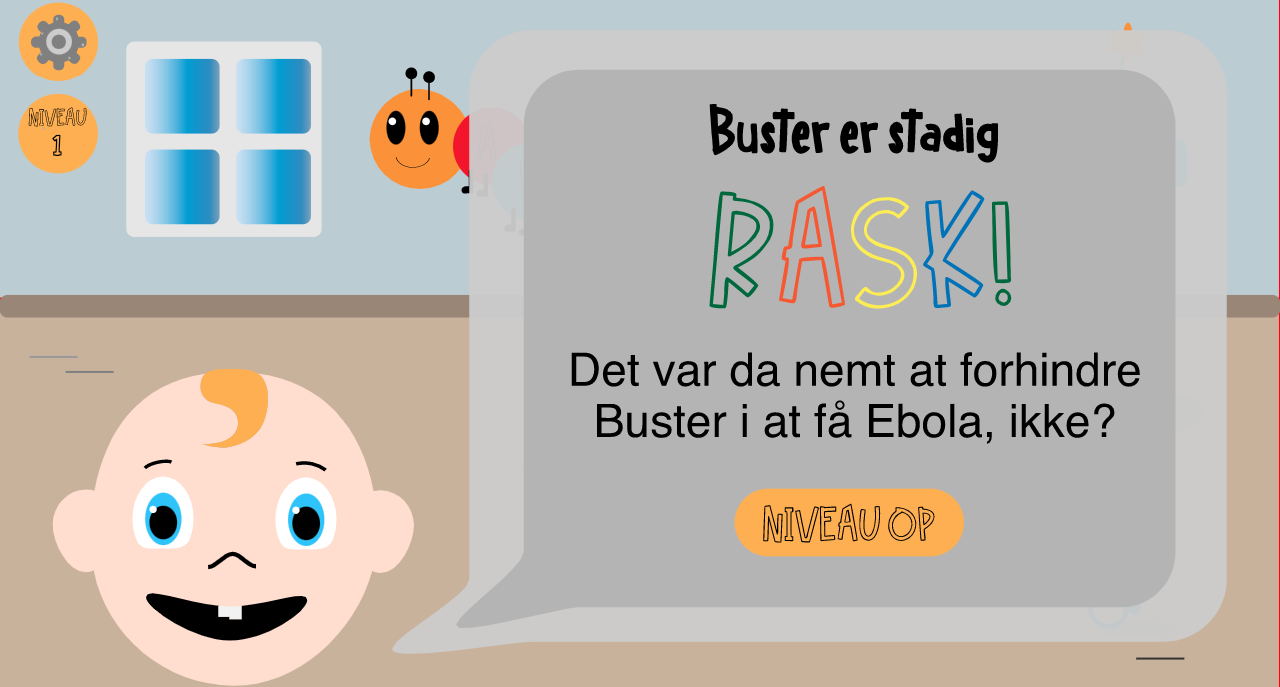 NIVEAU
1
Buster er stadig
RASK!
Det var da nemt at forhindre
Buster i at få Ebola, ikke?
NIVEAU OP